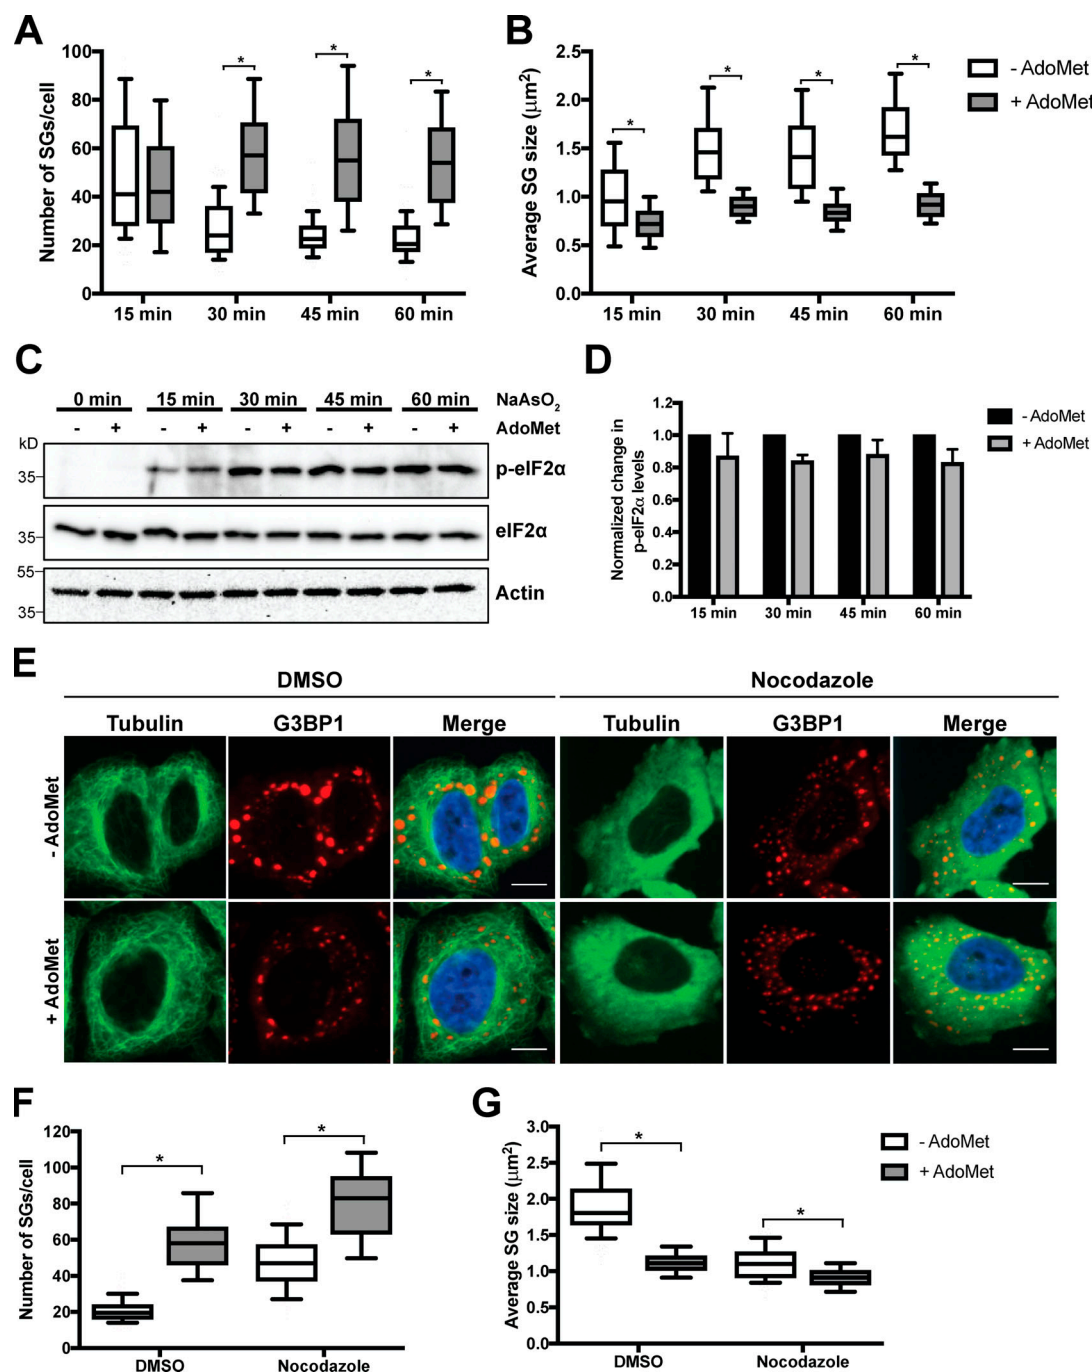 A
Number of SGs/cell
100
80
60
40
20
0
* * *
15 min 30 min 45 min 60 min
B
Average SG size (μm²)
2.5
2.0
1.5
1.0
0.5
0.0
* * * *
15 min 30 min 45 min 60 min
- AdoMet
+ AdoMet
C
0 min 15 min 30 min 45 min 60 min NaAsO₂
- + - + - + - + - + AdoMet
kD
35 p-eIF2α
35 eIF2α
55
35 Actin
D
Normalized change in
p-eIF2α levels
1.2
1.0
0.8
0.6
0.4
0.2
0.0
15 min 30 min 45 min 60 min
- AdoMet
+ AdoMet
E
DMSO Nocodazole
Tubulin G3BP1 Merge Tubulin G3BP1 Merge
- AdoMet
+ AdoMet
F
Number of SGs/cell
120
100
80
60
40
20
0
* *
DMSO Nocodazole
G
Average SG size (μm²)
3.0
2.5
2.0
1.5
1.0
0.5
0.0
* *
DMSO Nocodazole
- AdoMet
+ AdoMet